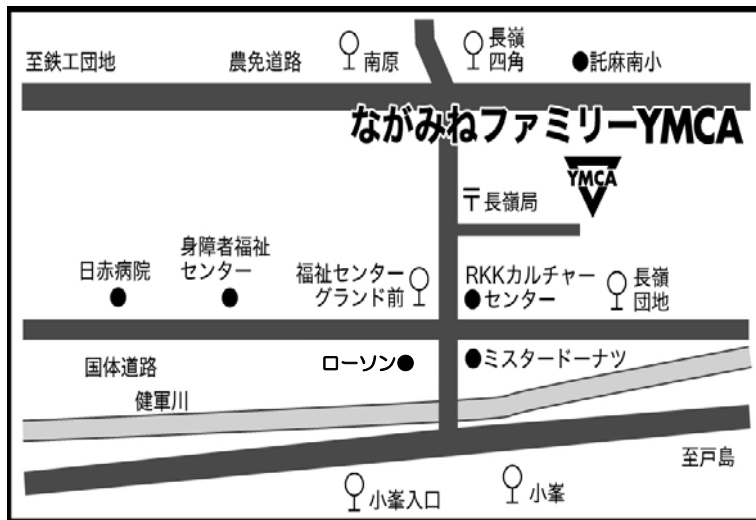 至鉄工団地
農免道路
南原
長嶺
四角
託麻南小
ながみねファミリーYMCA
YMCA
〒長嶺局
日赤病院
身障者福祉
センター
福祉センター
グランド前
RKKカルチャー
センター
長嶺
団地
国体道路
ローソン
ミスタードーナツ
健軍川
至戸島
小峯入口
小峯